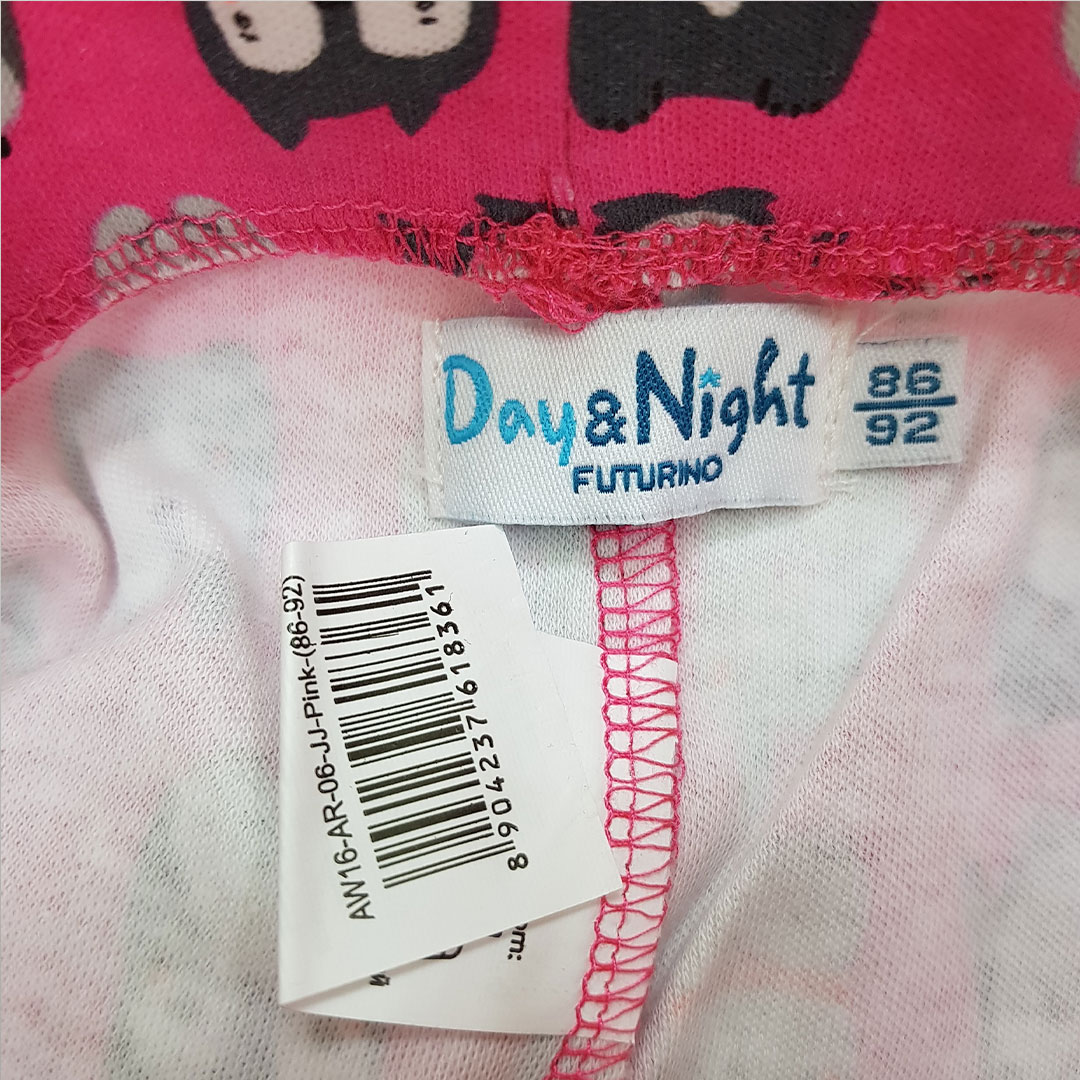 Day&Night
FUTURINO
86
92
AW16-AR-06-JJ-Pink-(86-92)
8904237618361